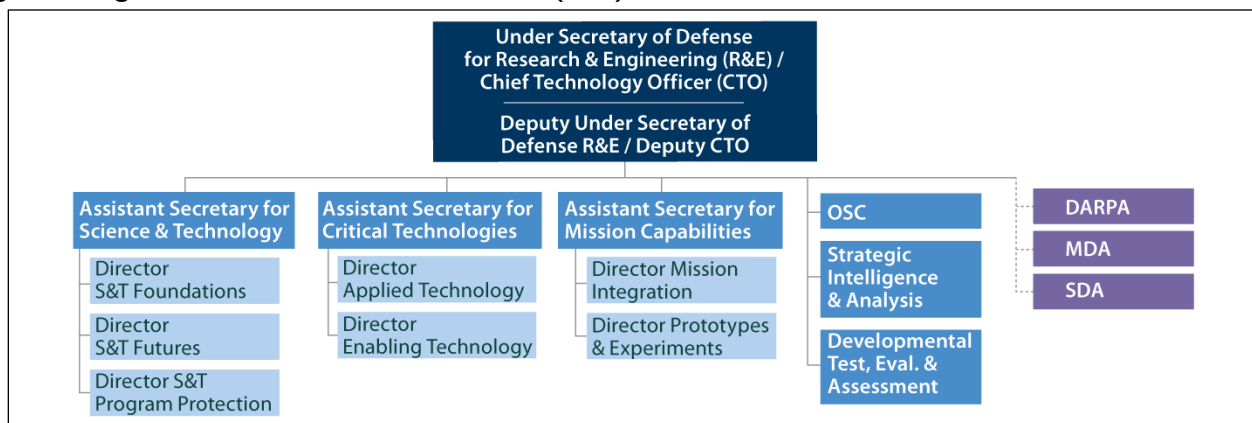 Under Secretary of Defense
for Research & Engineering (R&E) /
Chief Technology Officer (CTO)
Deputy Under Secretary of
Defense R&E / Deputy CTO
Assistant Secretary for
Science & Technology
Director
S&T Foundations
Director
S&T Futures
Director S&T
Program Protection
Assistant Secretary for
Critical Technologies
Director
Applied Technology
Director
Enabling Technology
Assistant Secretary for
Mission Capabilities
Director Mission
Integration
Director Prototypes
& Experiments
OSC
Strategic
Intelligence
& Analysis
Developmental
Test, Eval. &
Assessment
DARPA
MDA
SDA